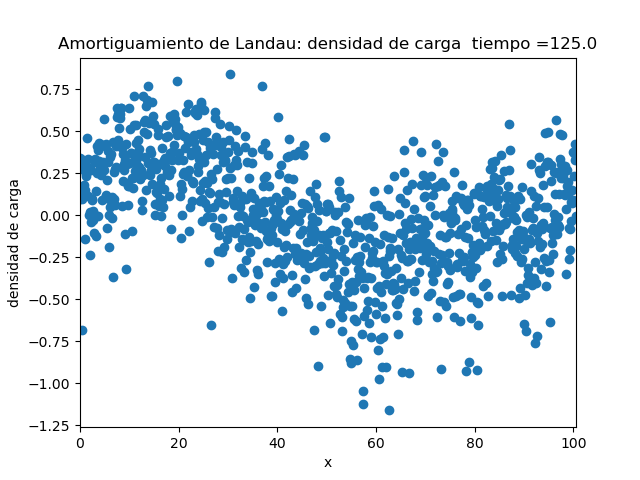 Amortiguamiento de Landau: densidad de carga  tiempo =125.0
densidad de carga
0.75
0.50
0.25
0.00
−0.25
−0.50
−0.75
−1.00
−1.25
0 20 40 60 80 100
x